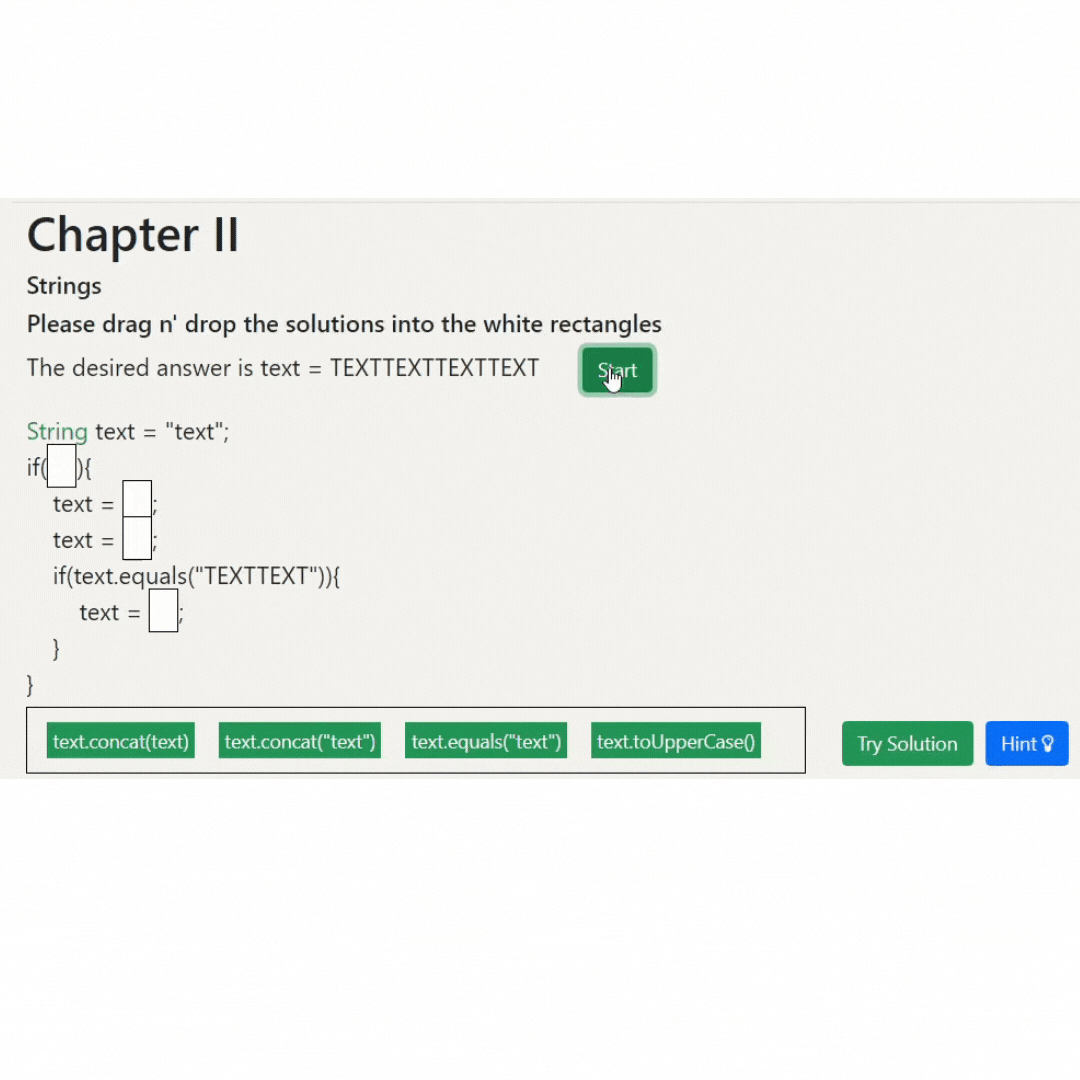 Chapter II
Strings
Please drag n' drop the solutions into the white rectangles
The desired answer is text = TEXTTEXTTEXTTEXT Start
String text = "text";
if( ){
text = ;
text = ;
if(text.equals("TEXTTEXT")){
text = ;
}
}
text.concat(text) text.concat("text") text.equals("text") text.toUpperCase() Try Solution Hint